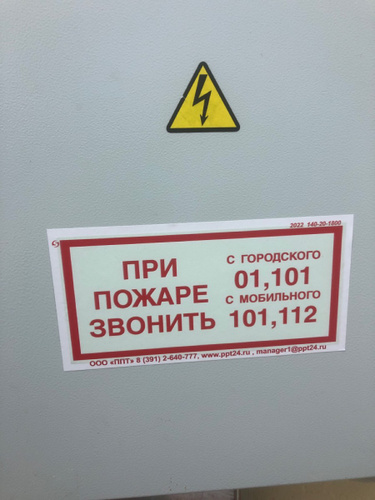 2022 140-20-1800
ПРИ
ПОЖАРЕ
ЗВОНИТЬ
С ГОРОДСКОГО
01,101
С МОБИЛЬНОГО
101,112
ООО «ППТ» 8 (391) 2-640-777, www.ppt24.ru , manager1@ppt24.ru